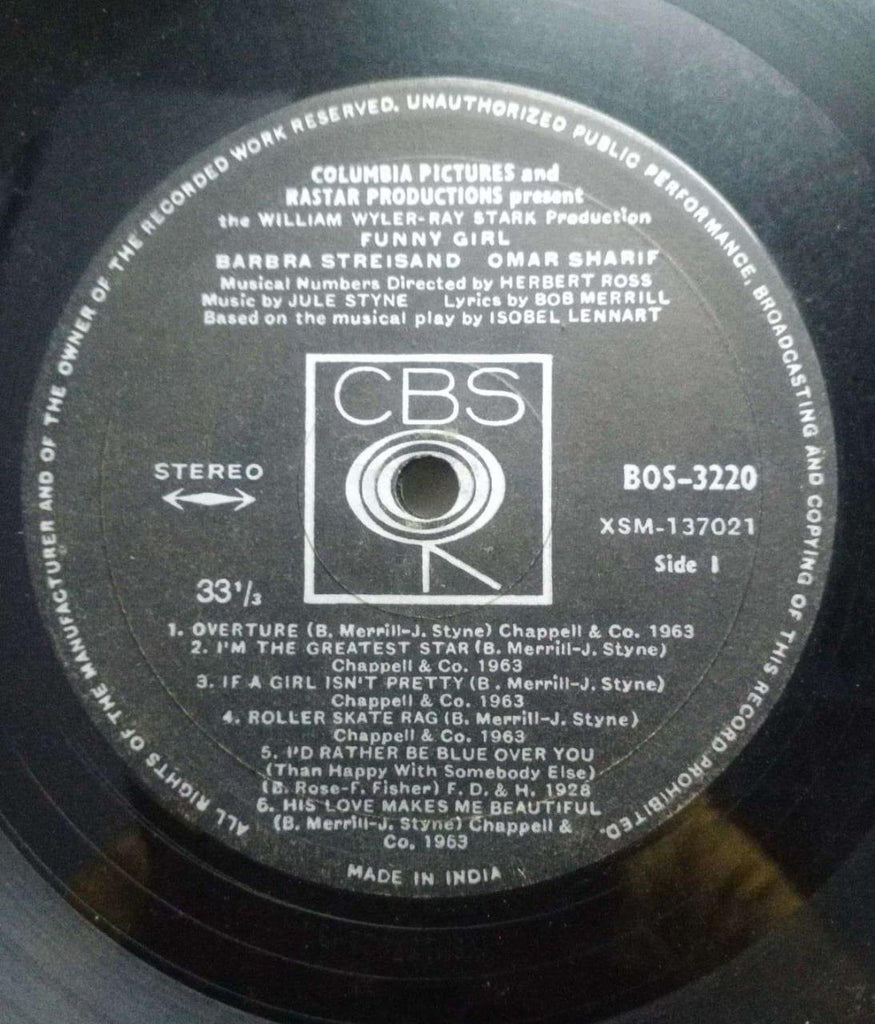 ALL RIGHTS OF THE MANUFACTURER AND OF THE OWNER OF THE RECORDED WORK RESERVED. UNAUTHORIZED PUBLIC PERFORMANCE, BROADCASTING AND COPYING OF THIS RECORD PROHIBITED.
COLUMBIA PICTURES and
RASTAR PRODUCTIONS present
the WILLIAM WYLER-RAY STARK Production
FUNNY GIRL
BARBRA STREISAND OMAR SHARIF
Musical Numbers Directed by HERBERT ROSS
Music by JULE STYNE Lyrics by BOB MERRILL
Based on the musical play by ISOBEL LENNART
CBS
STEREO
BOS-3220
XSM-137021
Side 1
33 1/3
1. OVERTURE (B. Merrill-J. Styne) Chappell & Co. 1963
2. I'M THE GREATEST STAR (B. Merrill-J. Styne)
Chappell & Co. 1963
3. IF A GIRL ISN'T PRETTY (B. Merrill-J. Styne)
Chappell & Co. 1963
4. ROLLER SKATE RAG (B. Merrill-J. Styne)
Chappell & Co. 1963
5. I'D RATHER BE BLUE OVER YOU
(Than Happy With Somebody Else)
(B. Rose-F. Fisher) F. D. & H. 1928
6. HIS LOVE MAKES ME BEAUTIFUL
(B. Merrill-J. Styne) Chappell &
Co. 1963
MADE IN INDIA